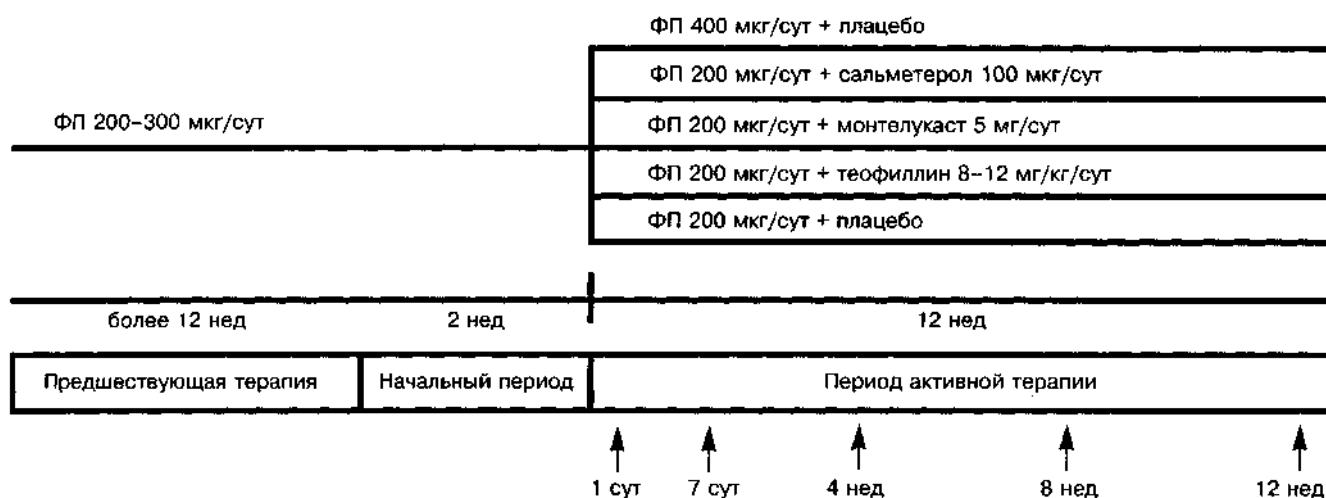 ФП 400 мкг/сут + плацебо
ФП 200 мкг/сут + сальметерол 100 мкг/сут
ФП 200–300 мкг/сут
ФП 200 мкг/сут + монтелукаст 5 мг/сут
ФП 200 мкг/сут + теофиллин 8–12 мг/кг/сут
ФП 200 мкг/сут + плацебо
более 12 нед
2 нед
12 нед
Предшествующая терапия
Начальный период
Период активной терапии
1 сут
7 сут
4 нед
8 нед
12 нед